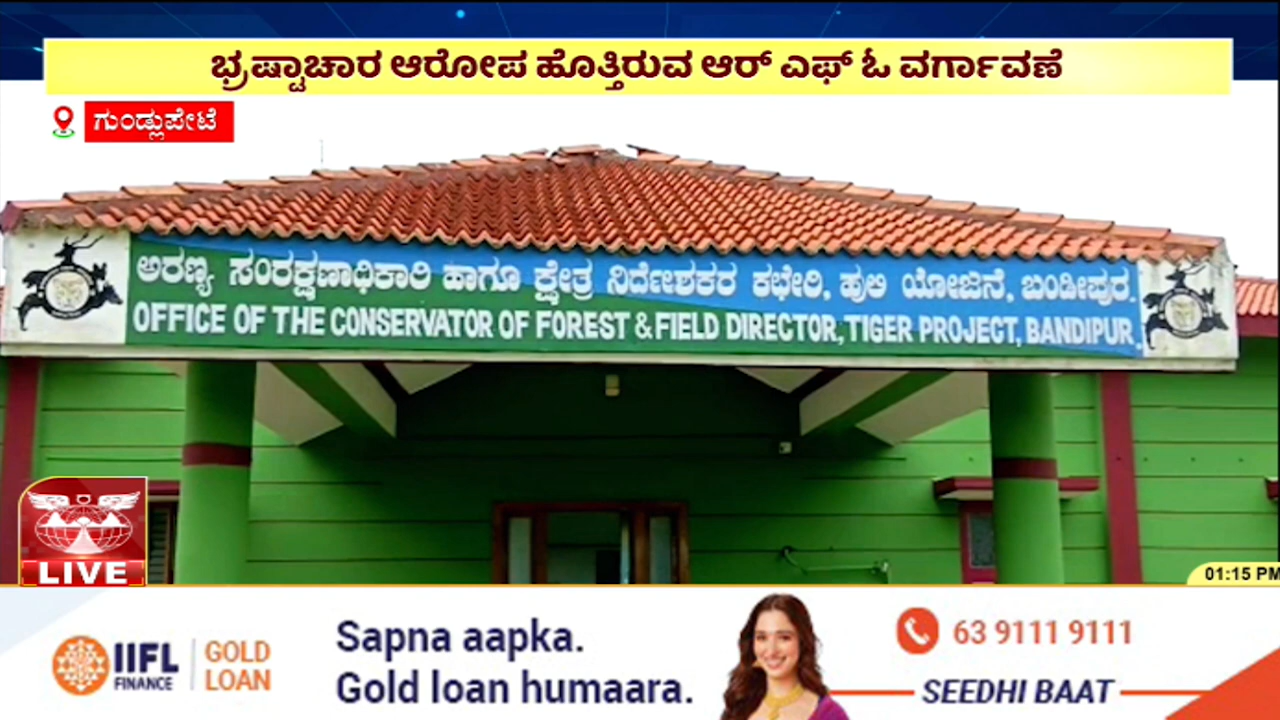 ಭ್ರಷ್ಟಾಚಾರ ಆರೋಪ ಹೊತ್ತಿರುವ ಆರ್ ಎಫ್ ಓ ವರ್ಗಾವಣೆ
ಗುಂಡ್ಲುಪೇಟೆ
ಅರಣ್ಯ ಸಂರಕ್ಷಣಾಧಿಕಾರಿ ಹಾಗೂ ಕ್ಷೇತ್ರ ನಿರ್ದೇಶಕರ ಕಛೇರಿ, ಹುಲಿ ಯೋಜನೆ, ಬಂಡೀಪುರ.
OFFICE OF THE CONSERVATOR OF FOREST & FIELD DIRECTOR, TIGER PROJECT, BANDIPUR.
LIVE
01:15 PM
IIFL FINANCE
GOLD LOAN
Sapna aapka.
Gold loan humaara.
63 9111 9111
SEEDHI BAAT